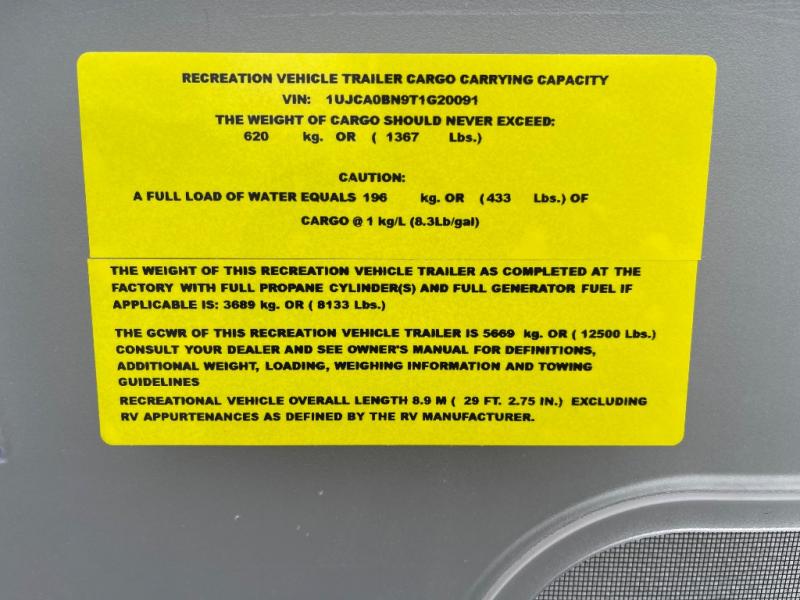 RECREATION VEHICLE TRAILER CARGO CARRYING CAPACITY
VIN: 1UJCA0BN9T1G20091
THE WEIGHT OF CARGO SHOULD NEVER EXCEED:
620 kg. OR ( 1367 Lbs.)
CAUTION:
A FULL LOAD OF WATER EQUALS 196 kg. OR (433 Lbs.) OF
CARGO @ 1 kg/L (8.3Lb/gal)
THE WEIGHT OF THIS RECREATION VEHICLE TRAILER AS COMPLETED AT THE
FACTORY WITH FULL PROPANE CYLINDER(S) AND FULL GENERATOR FUEL IF
APPLICABLE IS: 3689 kg. OR ( 8133 Lbs.)
THE GCWR OF THIS RECREATION VEHICLE TRAILER IS 5669 kg. OR ( 12500 Lbs.)
CONSULT YOUR DEALER AND SEE OWNER'S MANUAL FOR DEFINITIONS,
ADDITIONAL WEIGHT, LOADING, WEIGHING INFORMATION AND TOWING
GUIDELINES
RECREATIONAL VEHICLE OVERALL LENGTH 8.9 M ( 29 FT. 2.75 IN.) EXCLUDING
RV APPURTENANCES AS DEFINED BY THE RV MANUFACTURER.